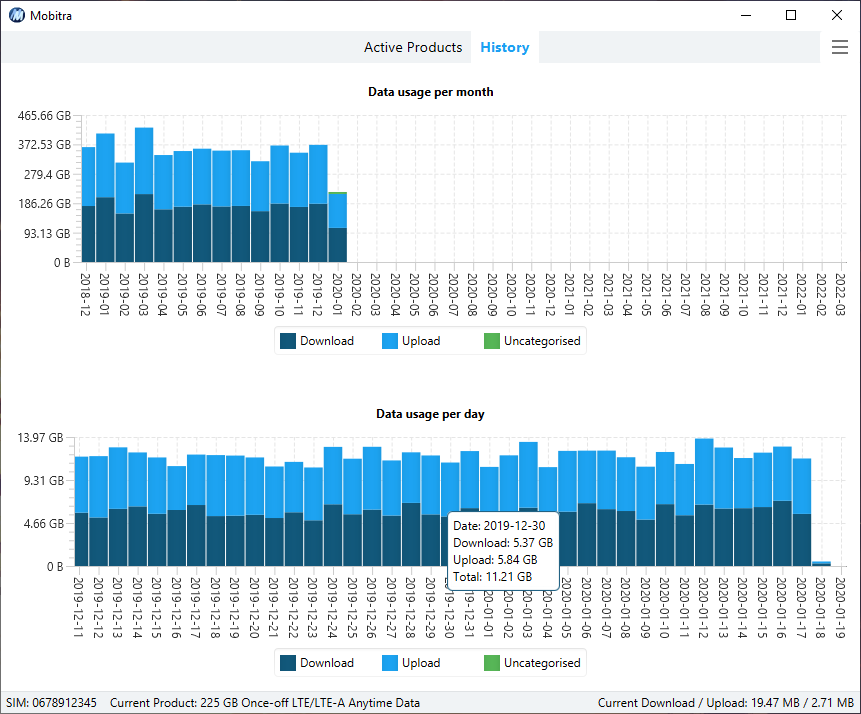 Mobitra
Active Products
History
Data usage per month
465.66 GB
372.53 GB
279.4 GB
186.26 GB
93.13 GB
0 B
2018-12
2019-01
2019-02
2019-03
2019-04
2019-05
2019-06
2019-07
2019-08
2019-09
2019-10
2019-11
2019-12
2020-01
2020-02
2020-03
2020-04
2020-05
2020-06
2020-07
2020-08
2020-09
2020-10
2020-11
2020-12
2021-01
2021-02
2021-03
2021-04
2021-05
2021-06
2021-07
2021-08
2021-09
2021-10
2021-11
2021-12
2022-01
2022-02
2022-03
Download
Upload
Uncategorised
Data usage per day
13.97 GB
9.31 GB
4.66 GB
0 B
Date: 2019-12-30
Download: 5.37 GB
Upload: 5.84 GB
Total: 11.21 GB
2019-12-11
2019-12-12
2019-12-13
2019-12-14
2019-12-15
2019-12-16
2019-12-17
2019-12-18
2019-12-19
2019-12-20
2019-12-21
2019-12-22
2019-12-23
2019-12-24
2019-12-25
2019-12-26
2019-12-27
2019-12-28
2019-12-29
2019-12-30
2019-12-31
2020-01-01
2020-01-02
2020-01-03
2020-01-04
2020-01-05
2020-01-06
2020-01-07
2020-01-08
2020-01-09
2020-01-10
2020-01-11
2020-01-12
2020-01-13
2020-01-14
2020-01-15
2020-01-16
2020-01-17
2020-01-18
2020-01-19
Download
Upload
Uncategorised
SIM: 0678912345 Current Product: 225 GB Once-off LTE/LTE-A Anytime Data
Current Download / Upload: 19.47 MB / 2.71 MB